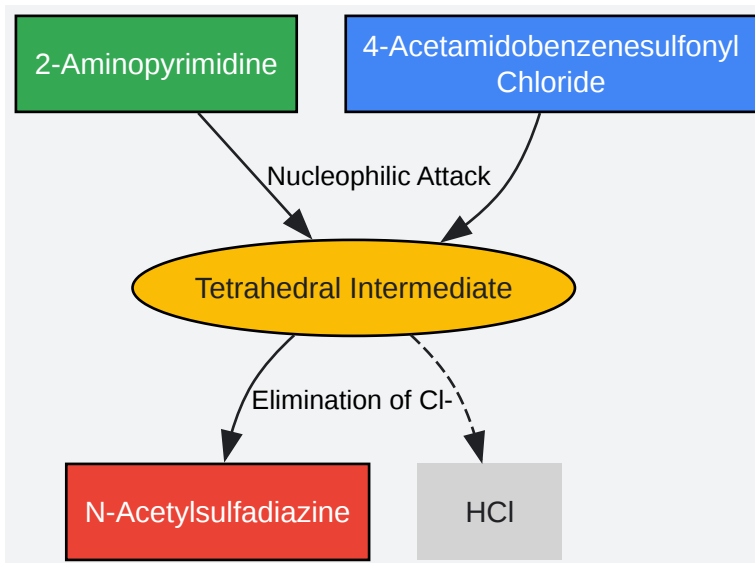 2-Aminopyrimidine
4-Acetamidobenzenesulfonyl
Chloride
Nucleophilic Attack
Tetrahedral Intermediate
Elimination of Cl-
N-Acetylsulfadiazine
HCl